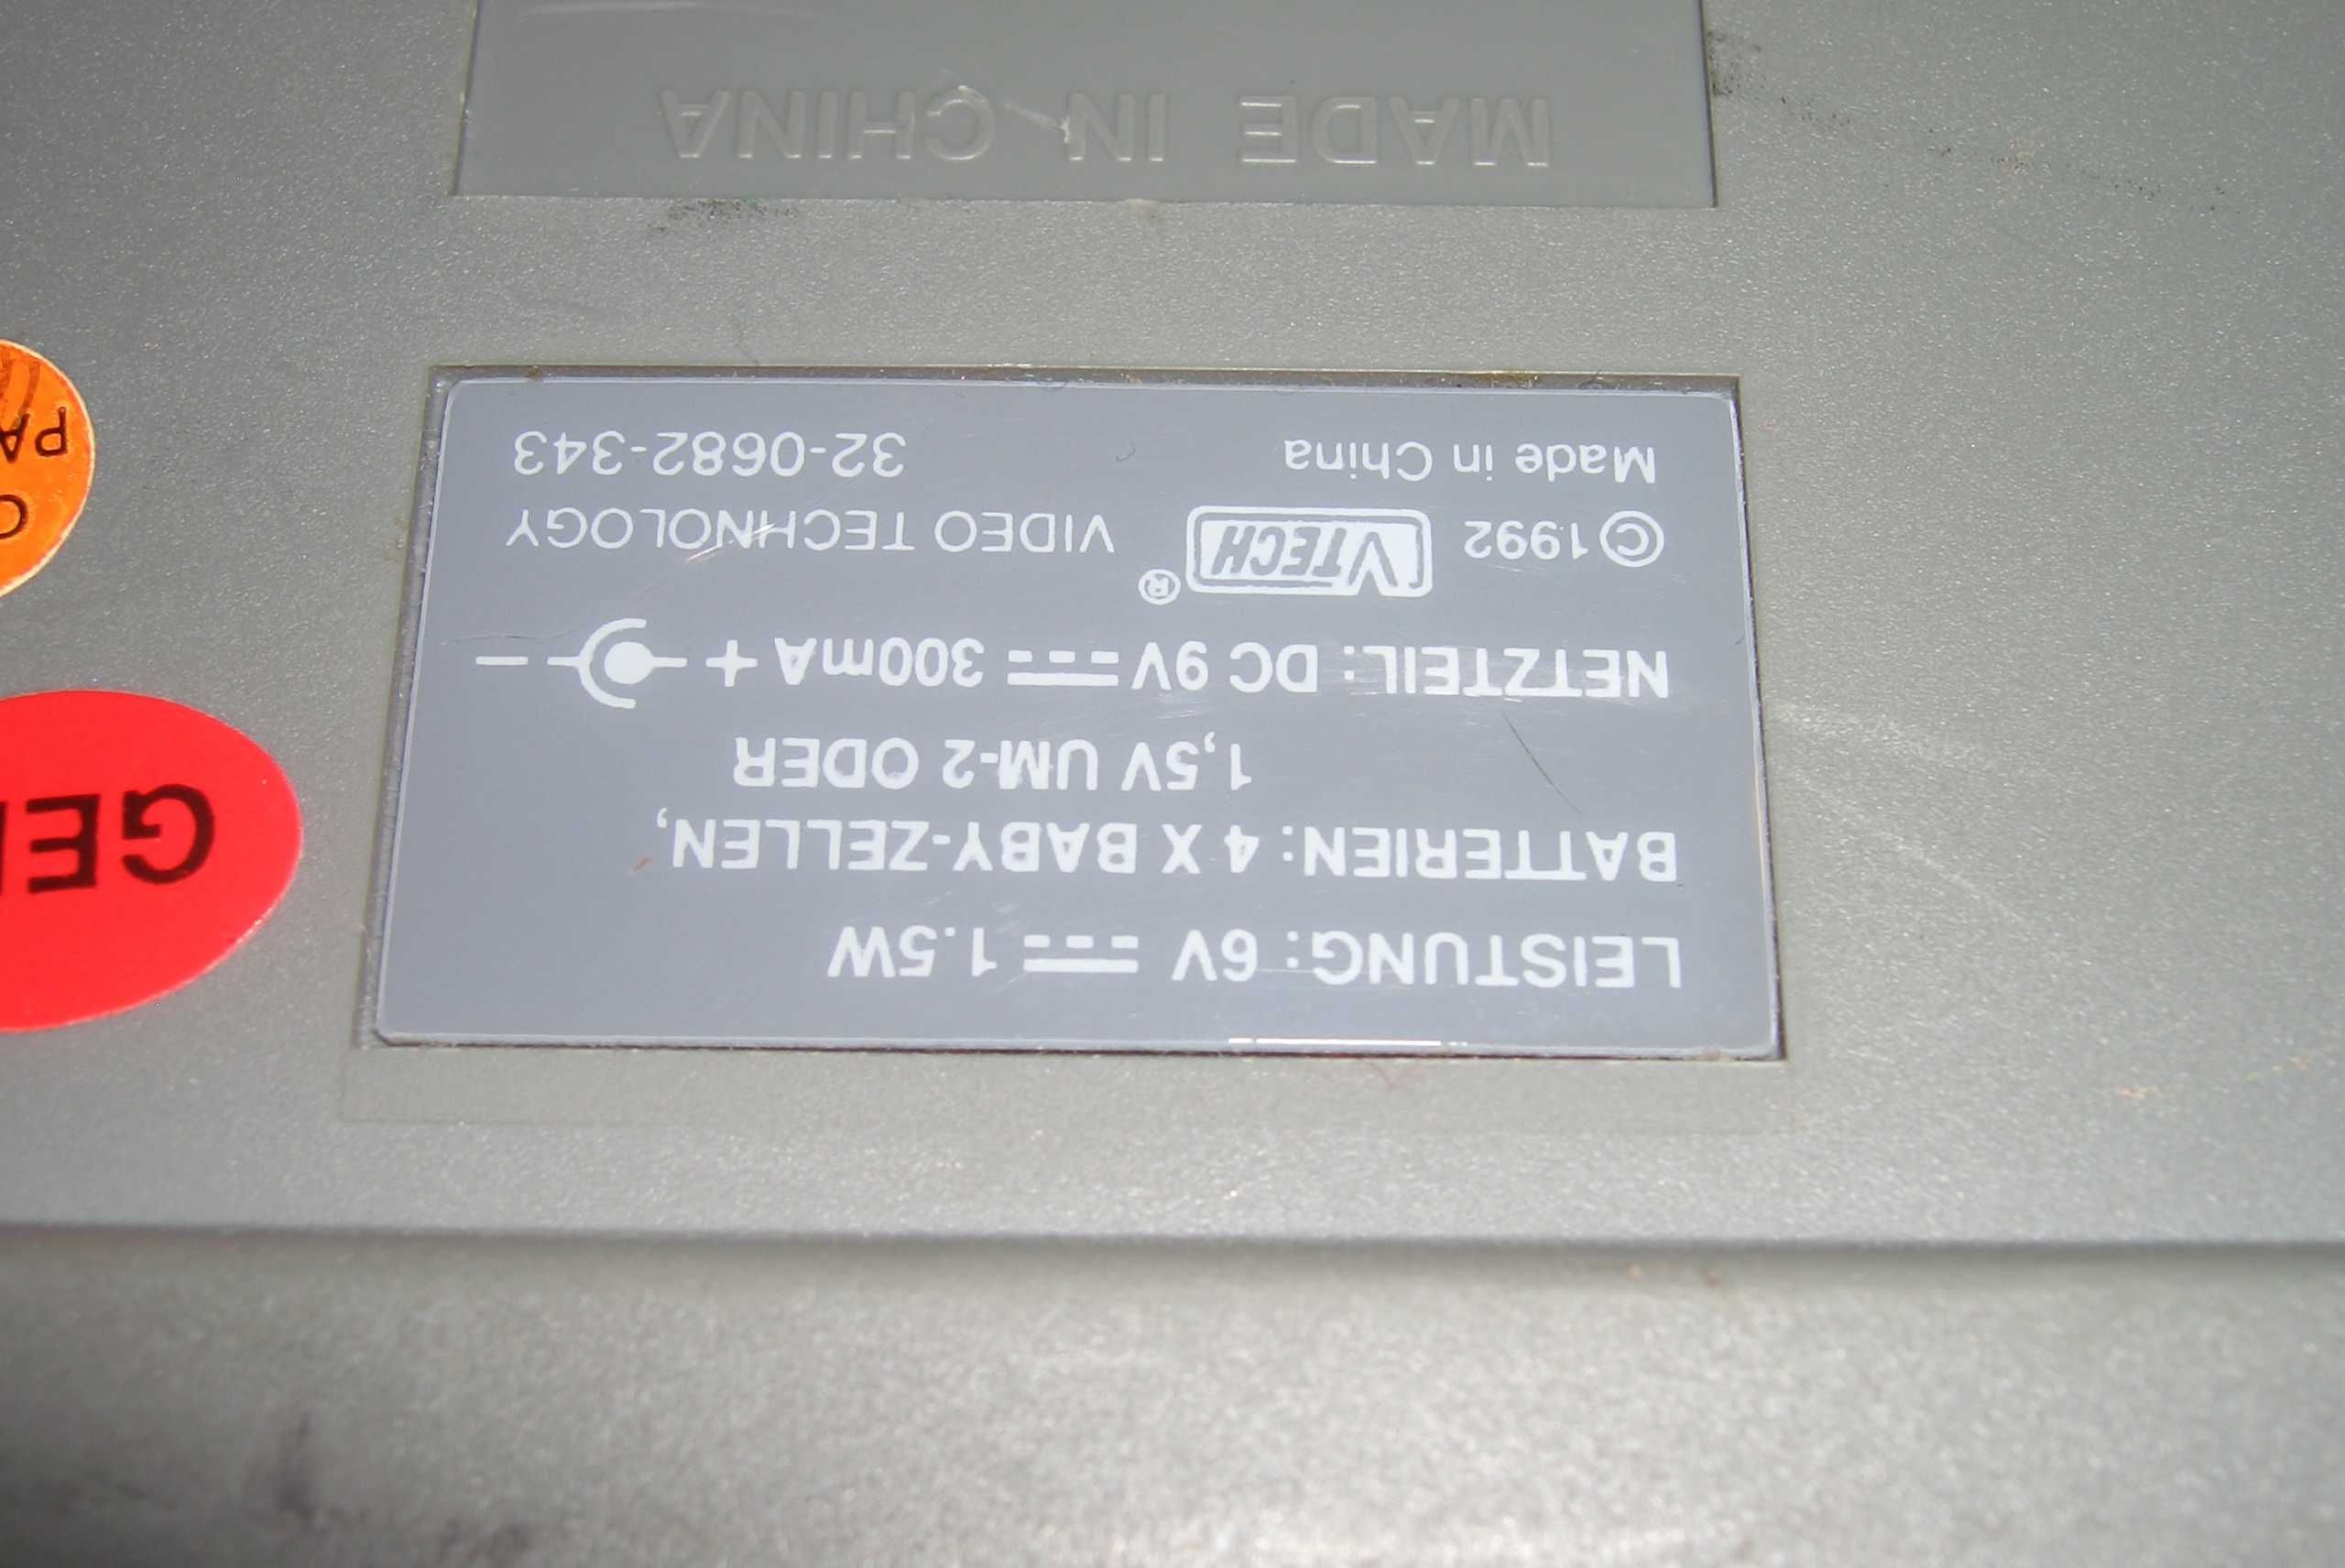 LEISTUNG: 6V 1.5W
BATTERIEN: 4 X BABY-ZELLEN,
1,5V UM-2 ODER
NETZTEIL: DC 9V 300mA + -
©1992 VTECH® VIDEO TECHNOLOGY
Made in China 32-0682-343
MADE IN CHINA